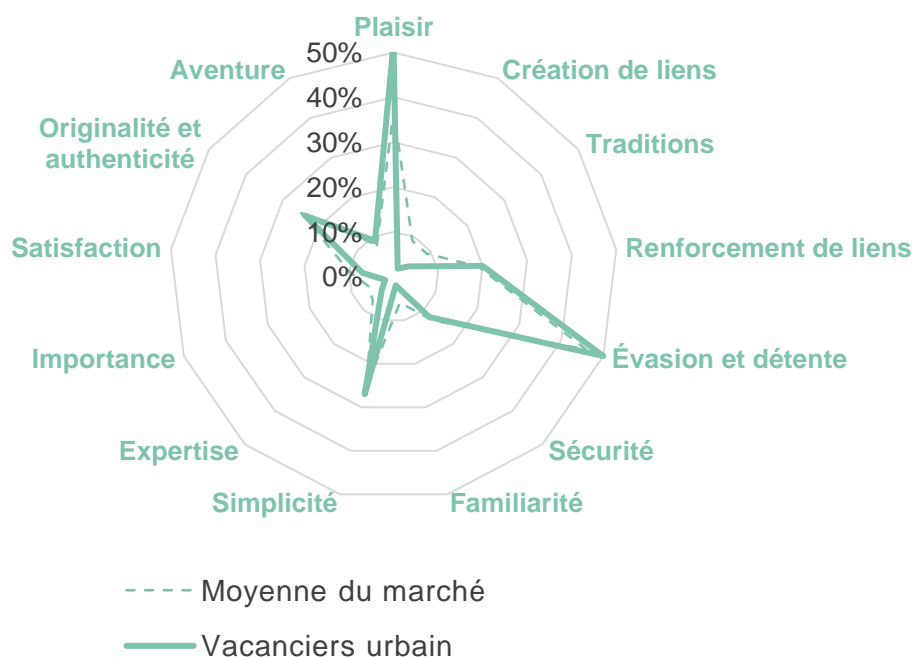 Plaisir
50%
Création de liens
Aventure
40%
Originalité et
authenticité
30%
Traditions
20%
10%
Satisfaction
Renforcement de liens
0%
Importance
Évasion et détente
Expertise
Sécurité
Simplicité
Familiarité
Moyenne du marché
Vacanciers urbain